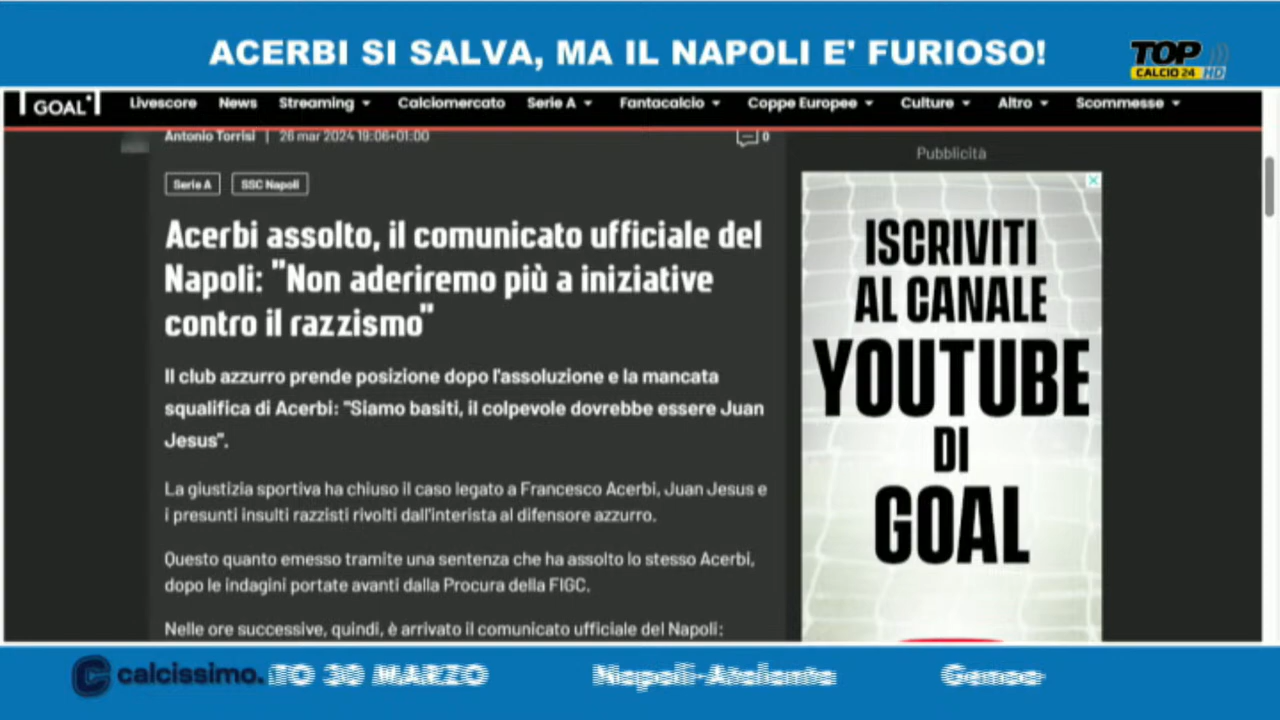 ACERBI SI SALVA, MA IL NAPOLI E' FURIOSO!
TOP
CALCIO 24 HD
GOAL
Livescore News Streaming Calciomercato Serie A Fantacalcio Coppe Europee Culture Altro Scommesse
Antonio Torrisi | 26 mar 2024 19:06+01:00 0
Pubblicità
Serie A SSC Napoli
Acerbi assolto, il comunicato ufficiale del
Napoli: "Non aderiremo più a iniziative
contro il razzismo"
Il club azzurro prende posizione dopo l'assoluzione e la mancata
squalifica di Acerbi: "Siamo basiti, il colpevole dovrebbe essere Juan
Jesus".
La giustizia sportiva ha chiuso il caso legato a Francesco Acerbi, Juan Jesus e
i presunti insulti razzisti rivolti dall'interista al difensore azzurro.
Questo quanto emesso tramite una sentenza che ha assolto lo stesso Acerbi,
dopo le indagini portate avanti dalla Procura della FIGC.
Nelle ore successive, quindi, è arrivato il comunicato ufficiale del Napoli:
ISCRIVITI
AL CANALE
YOUTUBE
DI
GOAL
calcissimo. TO 30 MARZO Napoli-Atalanta Genoa-